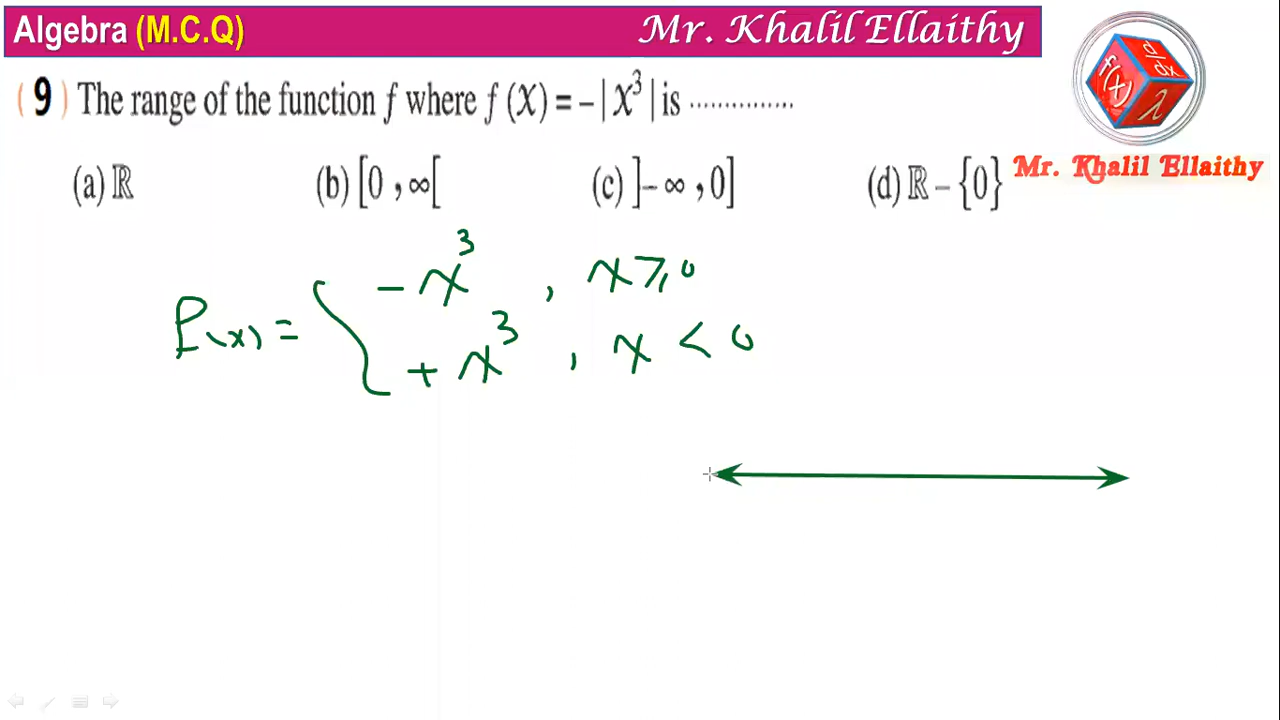 Algebra (M.C.Q) Mr. Khalil Ellaithy
f(x) d/dx λ
Mr. Khalil Ellaithy
(9) The range of the function f where f (X) = – | X³ | is ...............
(a) ℝ (b) [0 , ∞[ (c) ]– ∞ , 0] (d) ℝ – {0}
f(x) = { – x³ , x ⩾ 0
+ x³ , x < 0